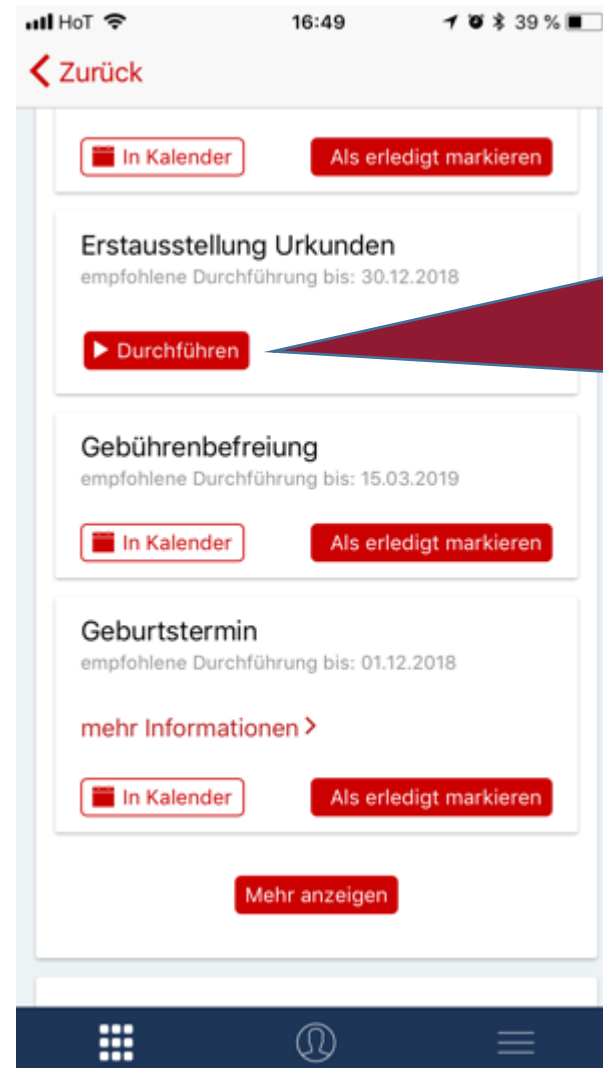 HoT 16:49 39 %
Zurück
In Kalender Als erledigt markieren
Erstausstellung Urkunden
empfohlene Durchführung bis: 30.12.2018
Durchführen
Gebührenbefreiung
empfohlene Durchführung bis: 15.03.2019
In Kalender Als erledigt markieren
Geburtstermin
empfohlene Durchführung bis: 01.12.2018
mehr Informationen
In Kalender Als erledigt markieren
Mehr anzeigen